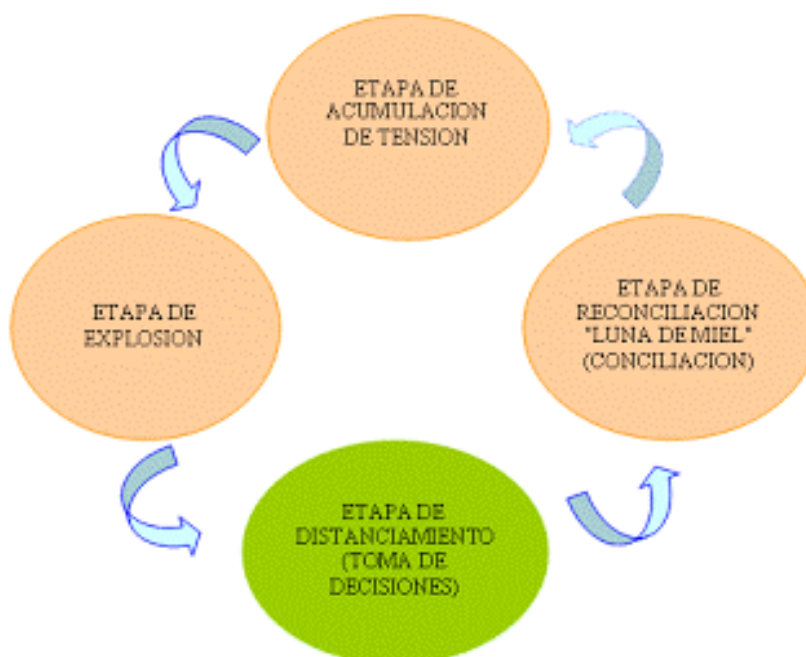 ETAPA DE
ACUMULACION
DE TENSION
ETAPA DE
EXPLOSION
ETAPA DE
RECONCILIACION
"LUNA DE MIEL"
(CONCILIACION)
ETAPA DE
DISTANCIAMIENTO
(TOMA DE
DECISIONES)